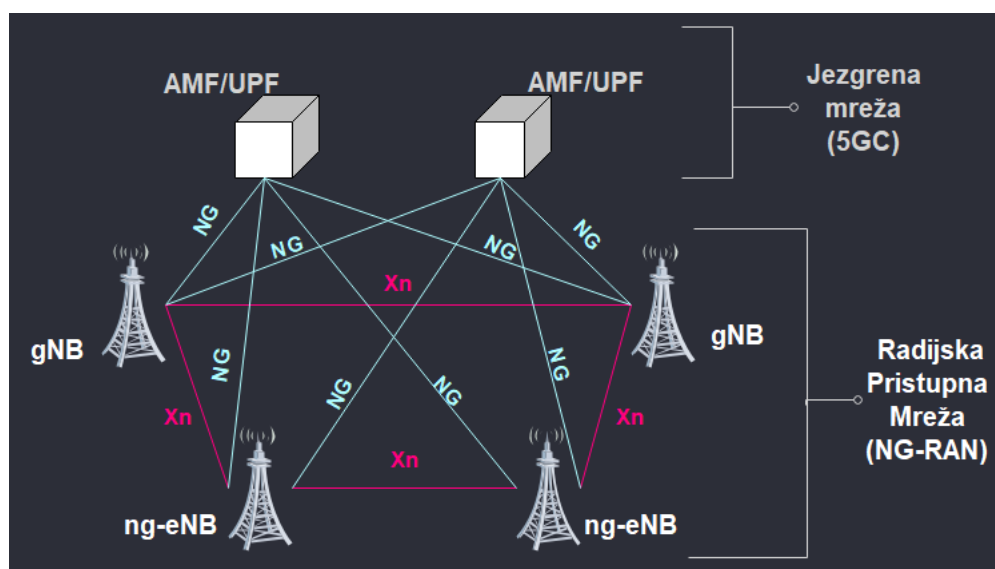 AMF/UPF
AMF/UPF
Jezgrena
mreža
(5GC)
NG
NG
NG
NG
Xn
gNB
gNB
NG
NG
NG
NG
Xn
Xn
Xn
Radijska
Pristupna
Mreža
(NG-RAN)
ng-eNB
ng-eNB